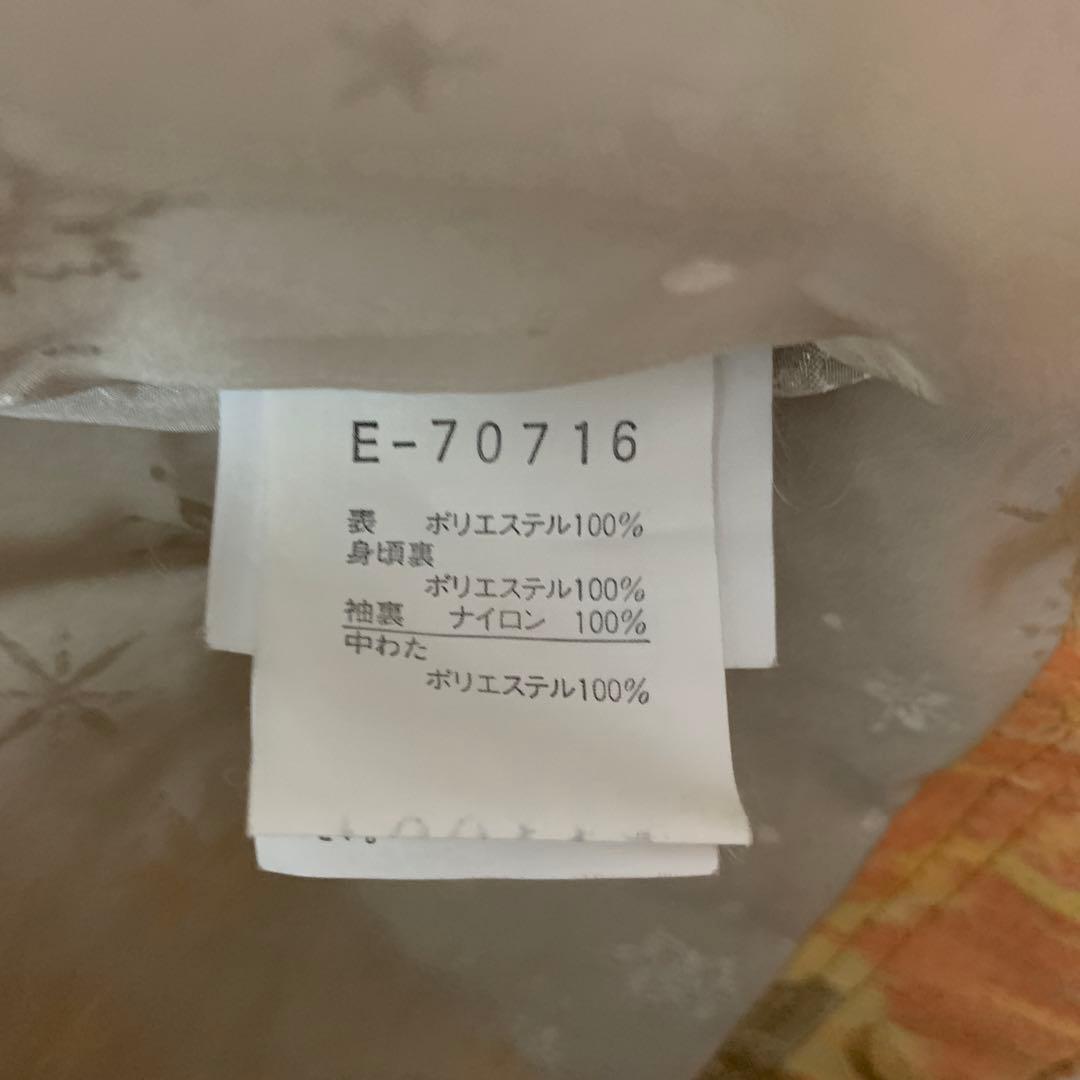 E-70716
表 ポリエステル100%
身頃裏
ポリエステル100%
袖裏 ナイロン 100%
中わた
ポリエステル100%